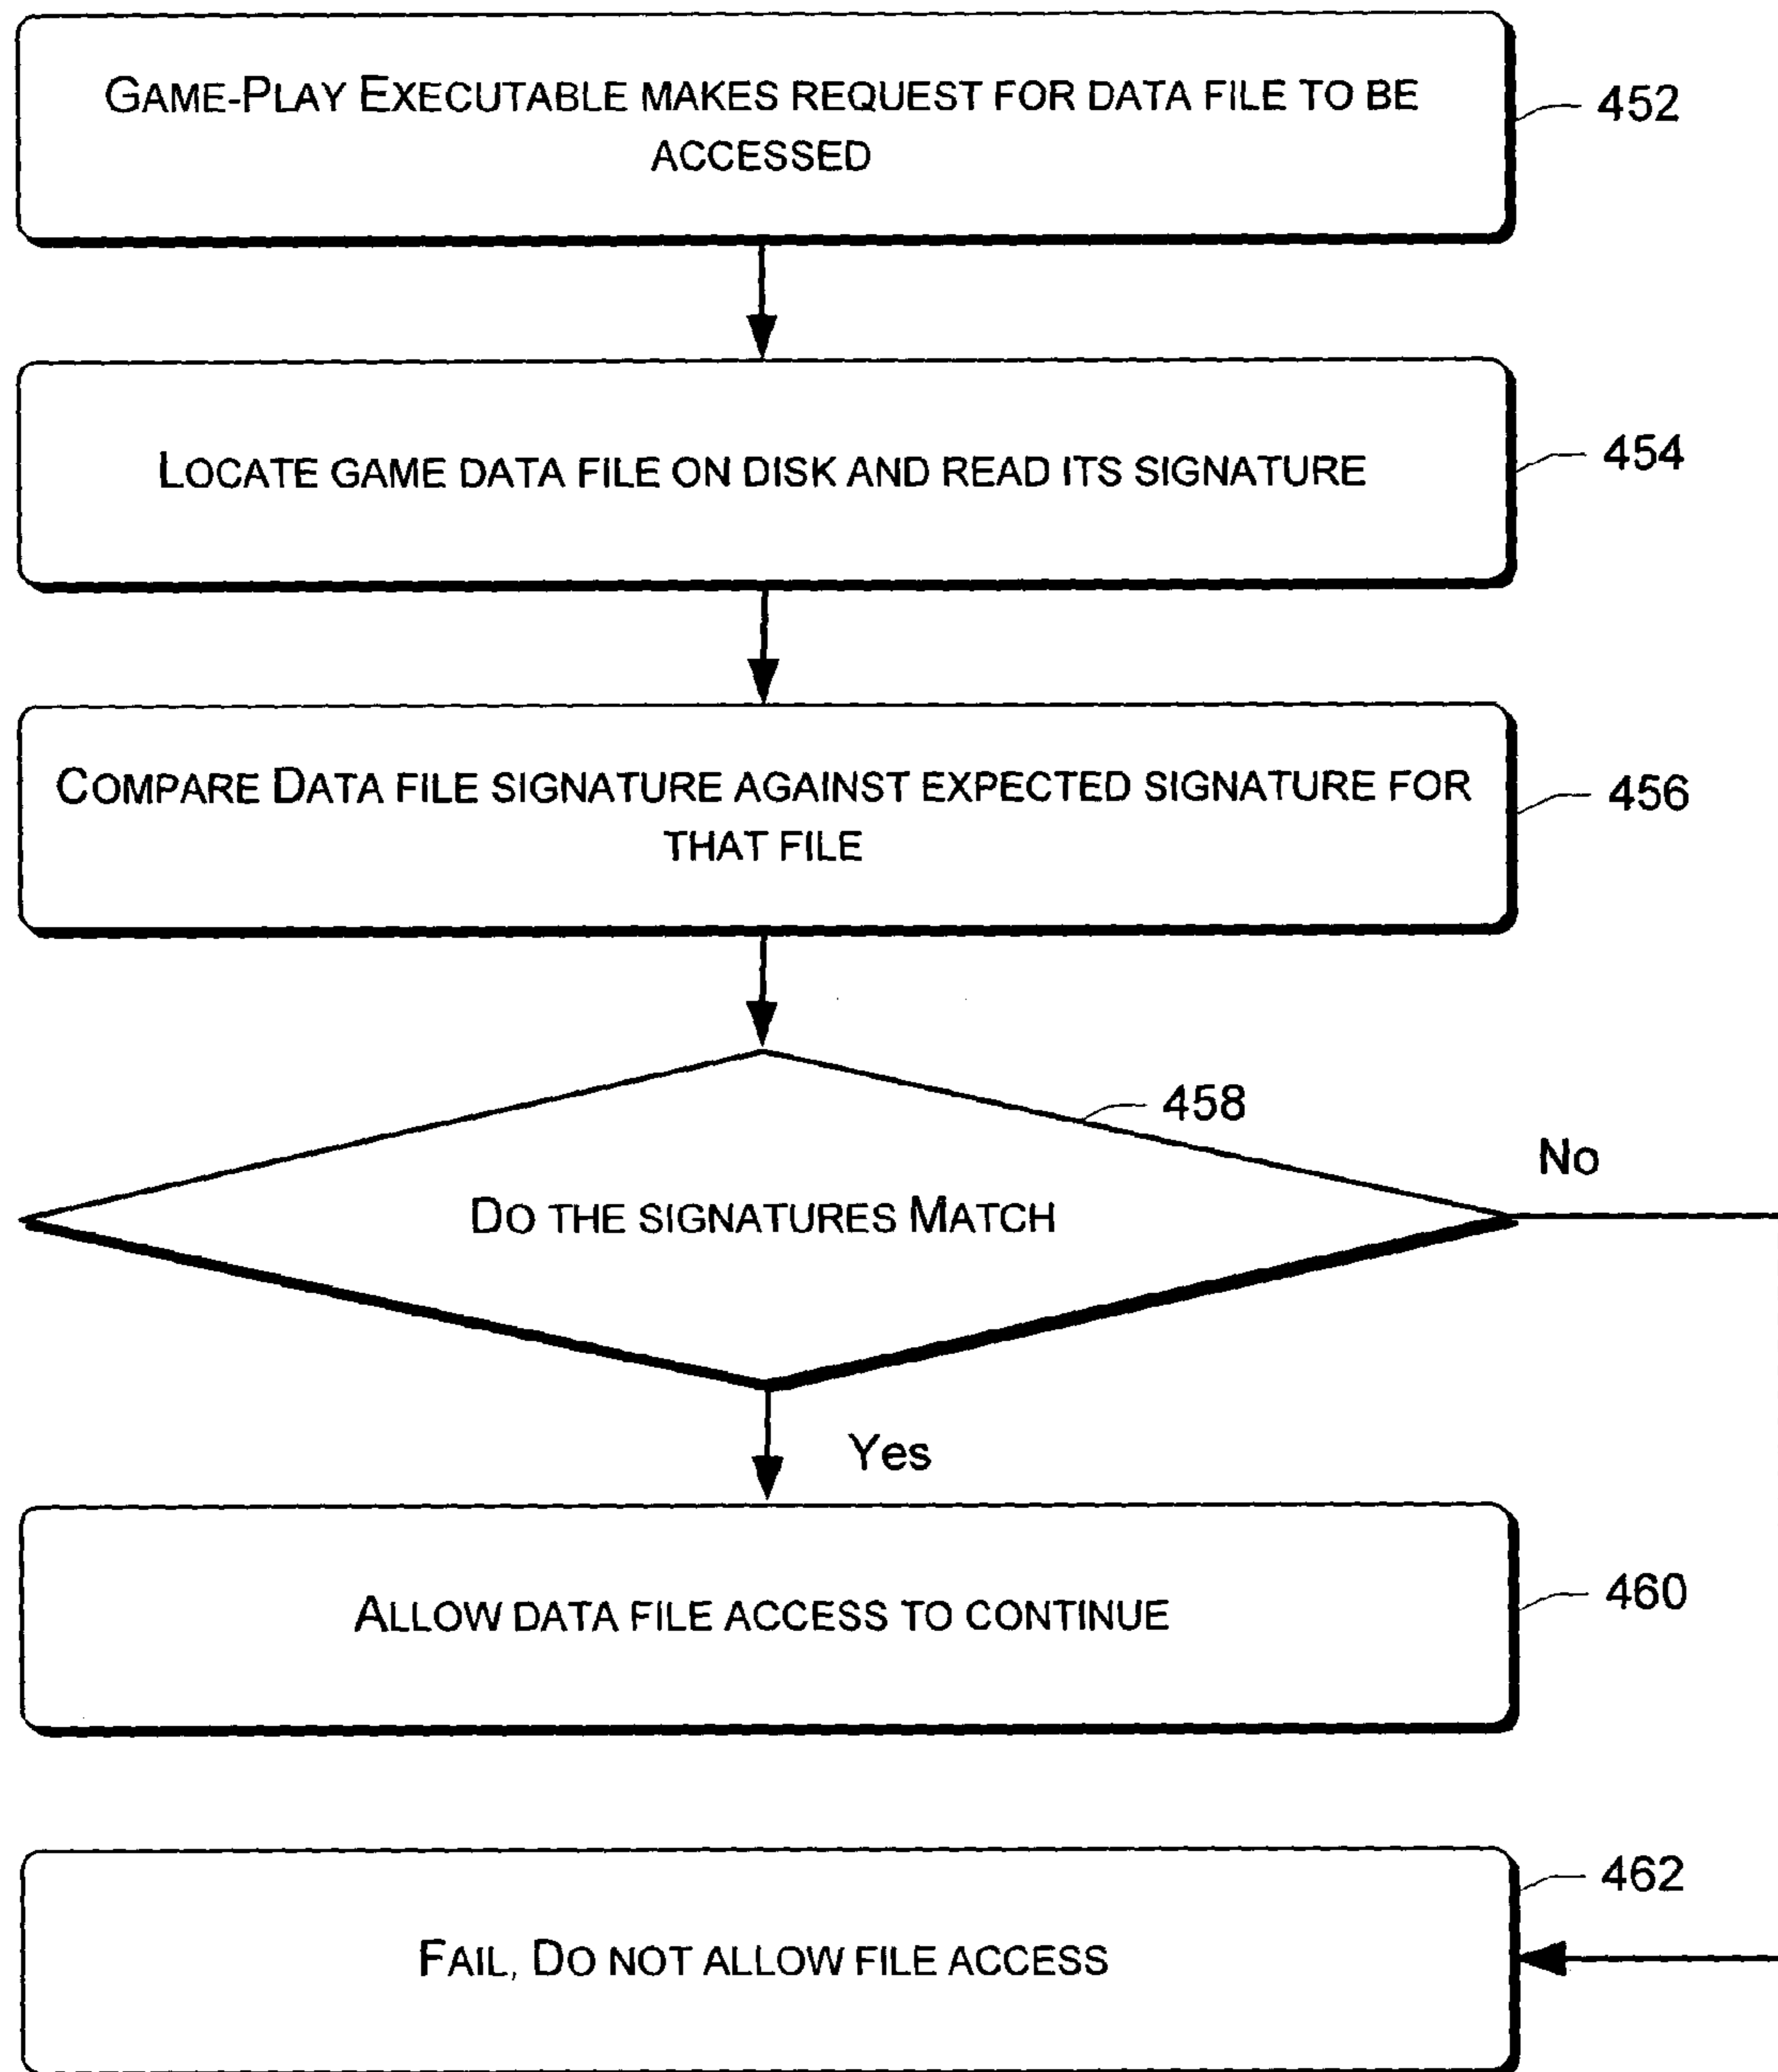 GAME-PLAY EXECUTABLE MAKES REQUEST FOR DATA FILE TO BE
ACCESSED
452
LOCATE GAME DATA FILE ON DISK AND READ ITS SIGNATURE
454
COMPARE DATA FILE SIGNATURE AGAINST EXPECTED SIGNATURE FOR
THAT FILE
456
458
No
DO THE SIGNATURES MATCH
Yes
ALLOW DATA FILE ACCESS TO CONTINUE
460
462
FAIL, DO NOT ALLOW FILE ACCESS